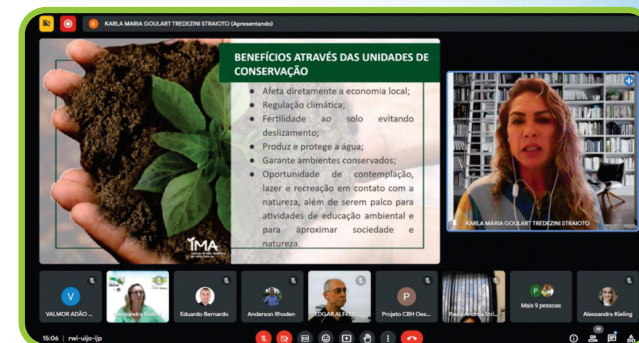 KARLA MARIA GOULART TREDEZINI STRAIOTO (Apresentando)
BENEFÍCIOS ATRAVÉS DAS UNIDADES DE
CONSERVAÇÃO
● Afeta diretamente a economia local;
● Regulação climática;
● Fertilidade ao solo evitando
deslizamento;
● Produz e protege a água;
● Garante ambientes conservados;
● Oportunidade de contemplação,
lazer e recreação em contato com a
natureza, além de serem palco para
atividades de educação ambiental e
para aproximar sociedade e
natureza.
IMA
KARLA MARIA GOULART TREDEZINI STRAIOTO
V
P
P
VALMOR ADÃO ...
Eduardo Bernardo
Anderson Rhoden
Projeto CBH Oes...
Mais 9 pessoas
Alessandra Kieling
15:06 | rwi-uijo-ijp